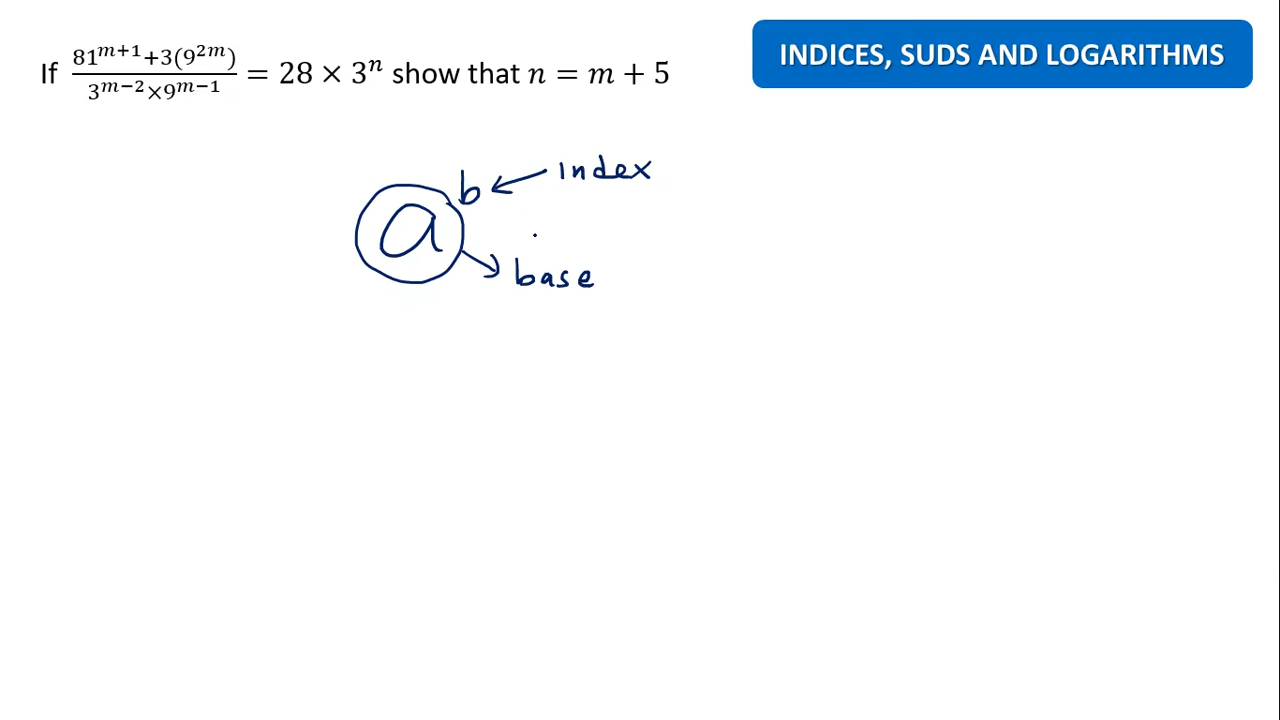 If (81^{m+1}+3(9^{2m}))/(3^{m−2}×9^{m−1}) = 28 × 3^n show that n = m + 5
INDICES, SUDS AND LOGARITHMS
a^b ← index
base